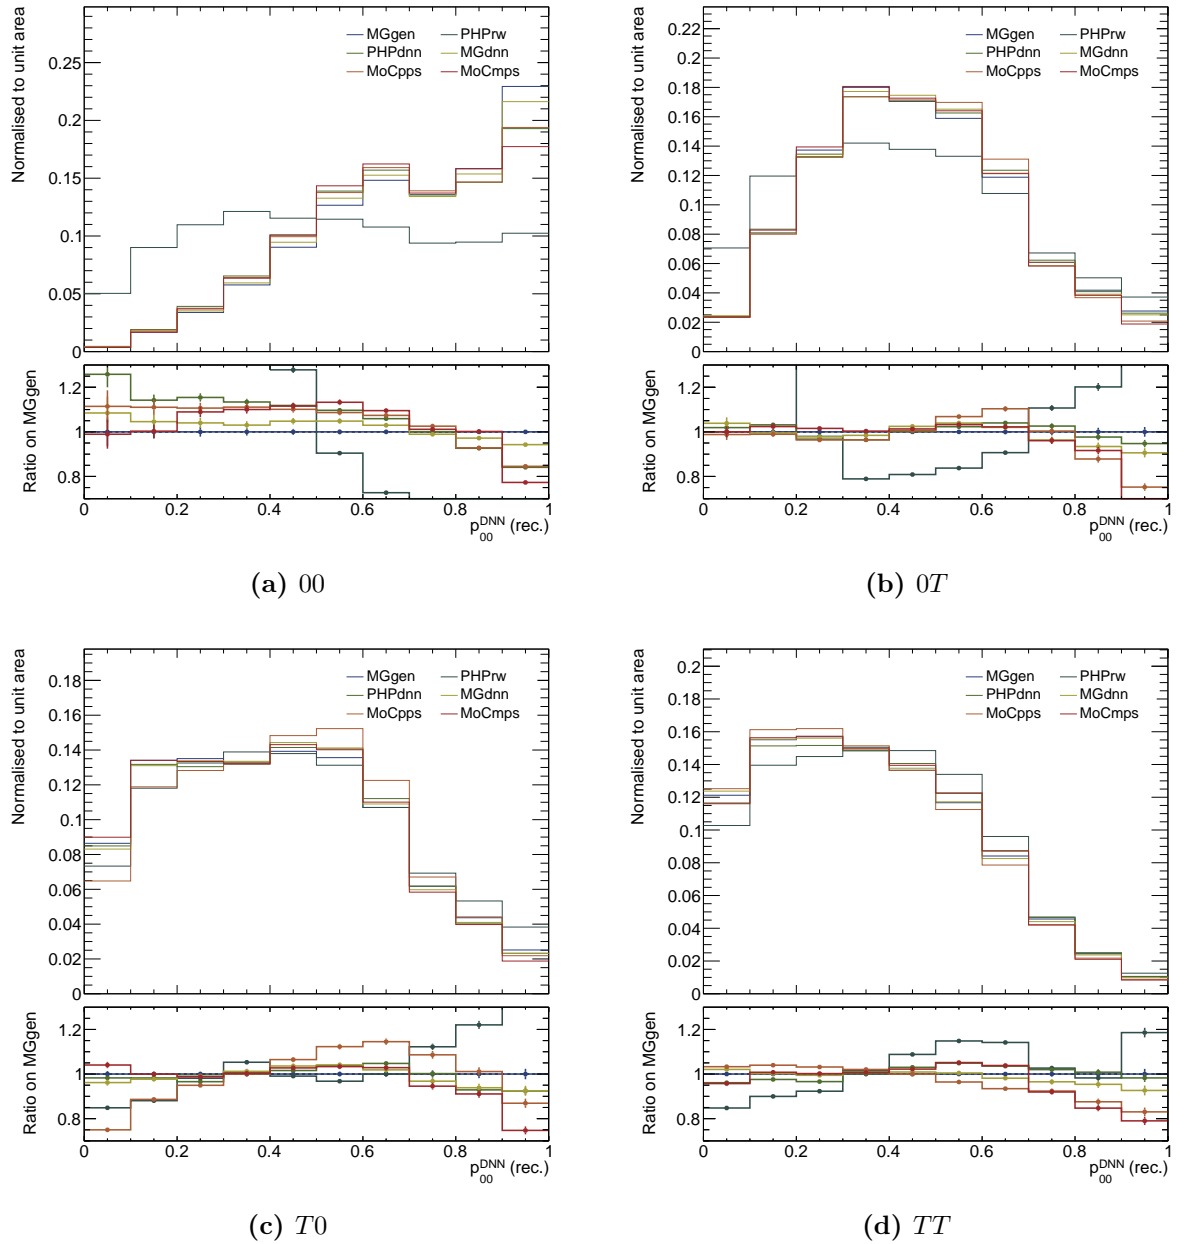 Normalised to unit area
0.25
0.2
0.15
0.1
0.05
0
MGgen PHPrw
PHPdnn MGdnn
MoCpps MoCmps
Ratio on MGgen
1.2
1
0.8
0 0.2 0.4 0.6 0.8 1
p_00^DNN (rec.)
(a) 00
Normalised to unit area
0.22
0.2
0.18
0.16
0.14
0.12
0.1
0.08
0.06
0.04
0.02
0
MGgen PHPrw
PHPdnn MGdnn
MoCpps MoCmps
Ratio on MGgen
1.2
1
0.8
0 0.2 0.4 0.6 0.8 1
p_00^DNN (rec.)
(b) 0T
Normalised to unit area
0.18
0.16
0.14
0.12
0.1
0.08
0.06
0.04
0.02
0
MGgen PHPrw
PHPdnn MGdnn
MoCpps MoCmps
Ratio on MGgen
1.2
1
0.8
0 0.2 0.4 0.6 0.8 1
p_00^DNN (rec.)
(c) T0
Normalised to unit area
0.2
0.18
0.16
0.14
0.12
0.1
0.08
0.06
0.04
0.02
0
MGgen PHPrw
PHPdnn MGdnn
MoCpps MoCmps
Ratio on MGgen
1.2
1
0.8
0 0.2 0.4 0.6 0.8 1
p_00^DNN (rec.)
(d) TT